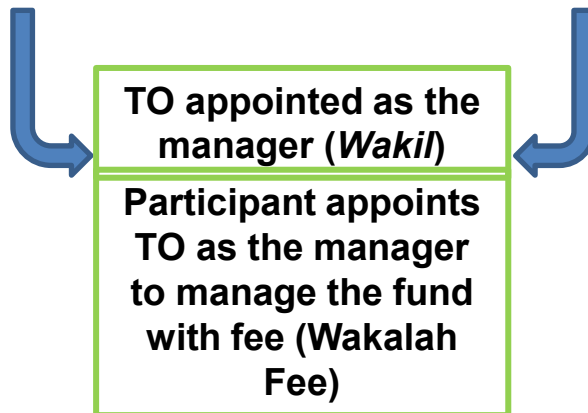 TO appointed as the
manager (Wakil)
Participant appoints
TO as the manager
to manage the fund
with fee (Wakalah
Fee)